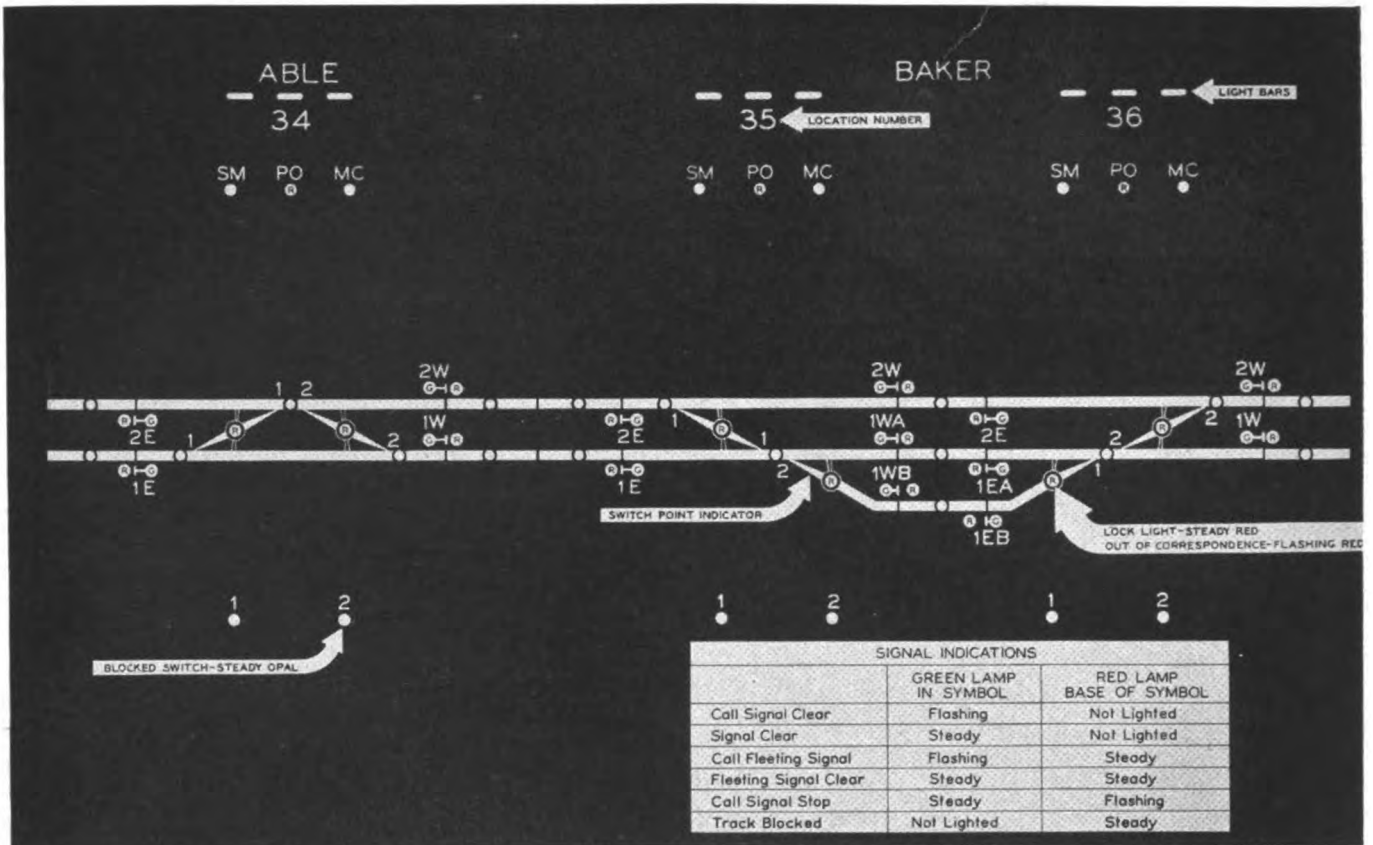 ABLE
BAKER
LIGHT BARS
34
35
LOCATION NUMBER
36
SM PO MC
SM PO MC
SM PO MC
R
R
R
2W
2W
2W
1 2
G R
G R
G R
R G
R G
R G
2E
1W
2E
1
1WA
2E
2
1W
1
R
R
2
G R
R
1
G R
R
2
G R
R G
R G
2
1WB
R G
1
1E
1E
R
G R
1EA
R
SWITCH POINT INDICATOR
R G
1EB
LOCK LIGHT-STEADY RED
OUT OF CORRESPONDENCE-FLASHING RED
1 2
1 2
1 2
BLOCKED SWITCH-STEADY OPAL
SIGNAL INDICATIONS
GREEN LAMP IN SYMBOL
RED LAMP BASE OF SYMBOL
Call Signal Clear Flashing Not Lighted
Signal Clear Steady Not Lighted
Call Fleeting Signal Flashing Steady
Fleeting Signal Clear Steady Steady
Call Signal Stop Steady Flashing
Track Blocked Not Lighted Steady